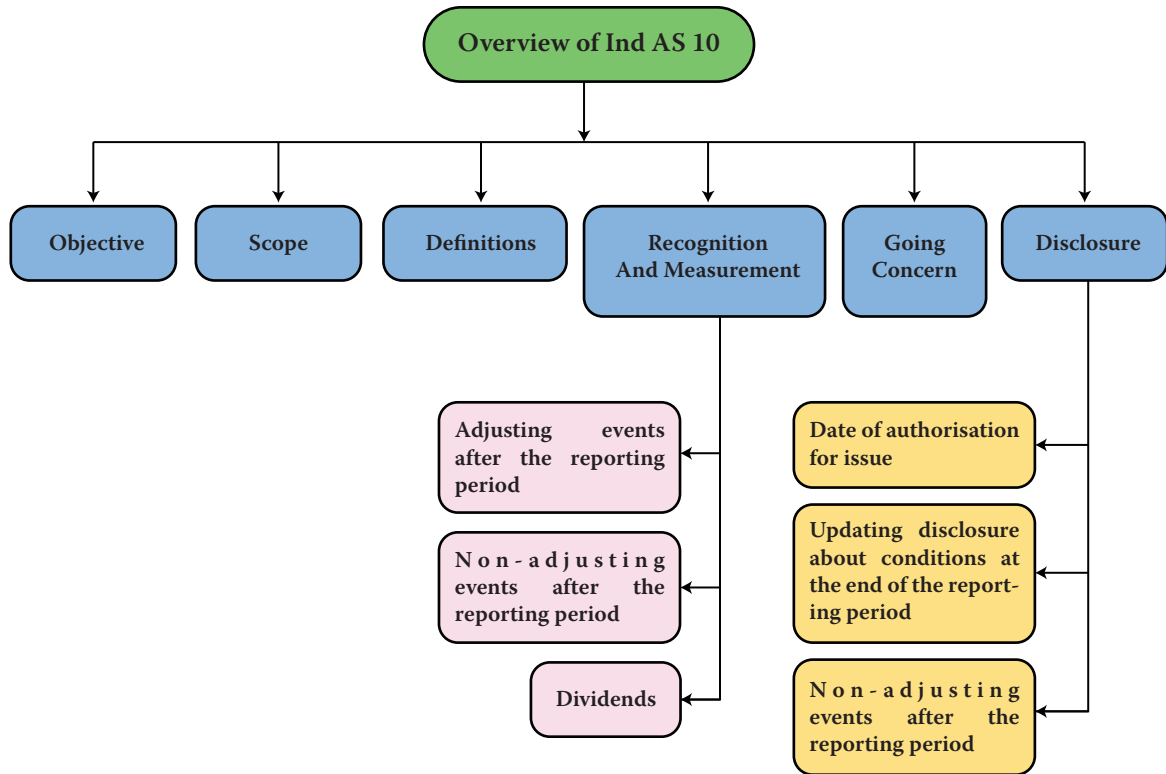 Overview of Ind AS 10
Objective
Scope
Definitions
Recognition
And Measurement
Going
Concern
Disclosure
Adjusting events
after the reporting
period
Non-adjusting
events after the
reporting period
Dividends
Date of authorisation
for issue
Updating disclosure
about conditions at
the end of the report-
ing period
Non-adjusting
events after the
reporting period